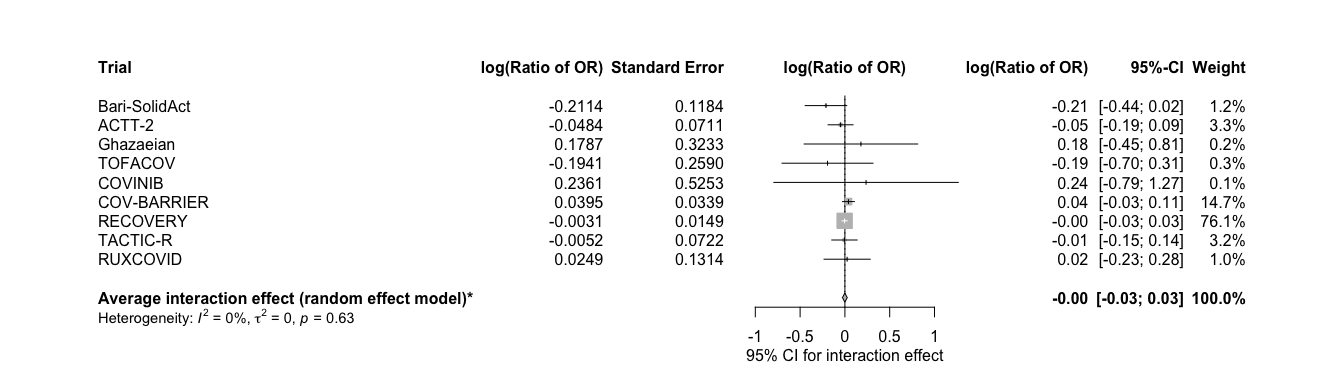 Trial log(Ratio of OR) Standard Error log(Ratio of OR) log(Ratio of OR) 95%-CI Weight
Bari-SolidAct -0.2114 0.1184 -0.21 [-0.44; 0.02] 1.2%
ACTT-2 -0.0484 0.0711 -0.05 [-0.19; 0.09] 3.3%
Ghazaeian 0.1787 0.3233 0.18 [-0.45; 0.81] 0.2%
TOFACOV -0.1941 0.2590 -0.19 [-0.70; 0.31] 0.3%
COVINIB 0.2361 0.5253 0.24 [-0.79; 1.27] 0.1%
COV-BARRIER 0.0395 0.0339 0.04 [-0.03; 0.11] 14.7%
RECOVERY -0.0031 0.0149 -0.00 [-0.03; 0.03] 76.1%
TACTIC-R -0.0052 0.0722 -0.01 [-0.15; 0.14] 3.2%
RUXCOVID 0.0249 0.1314 0.02 [-0.23; 0.28] 1.0%
Average interaction effect (random effect model)* -0.00 [-0.03; 0.03] 100.0%
Heterogeneity: I² = 0%, τ² = 0, p = 0.63
-1 -0.5 0 0.5 1
95% CI for interaction effect